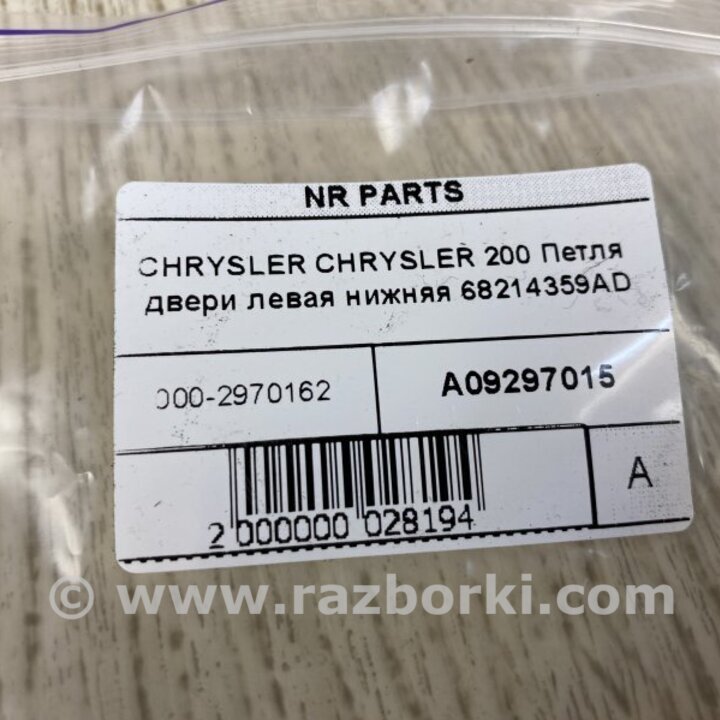 NR PARTS
CHRYSLER CHRYSLER 200 Петля
двери левая нижняя 68214359AD
000-2970162
A09297015
A
2 000000 028194
© www.razborki.com